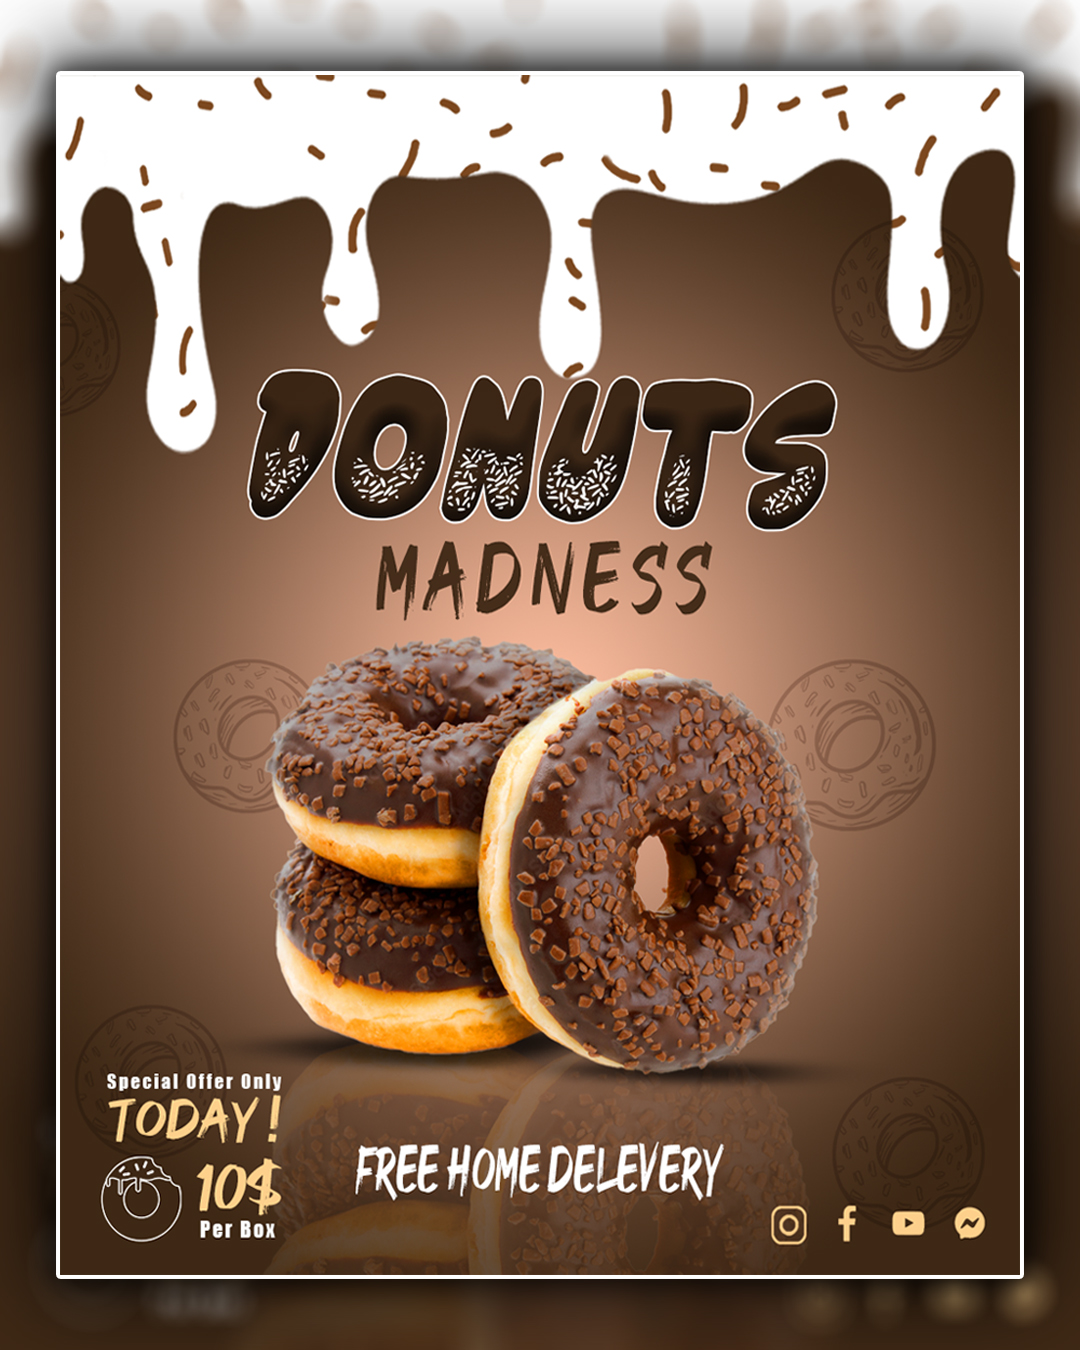 DONUTS
MADNESS
Special Offer Only
TODAY!
10$
Per Box
FREE HOME DELEVERY